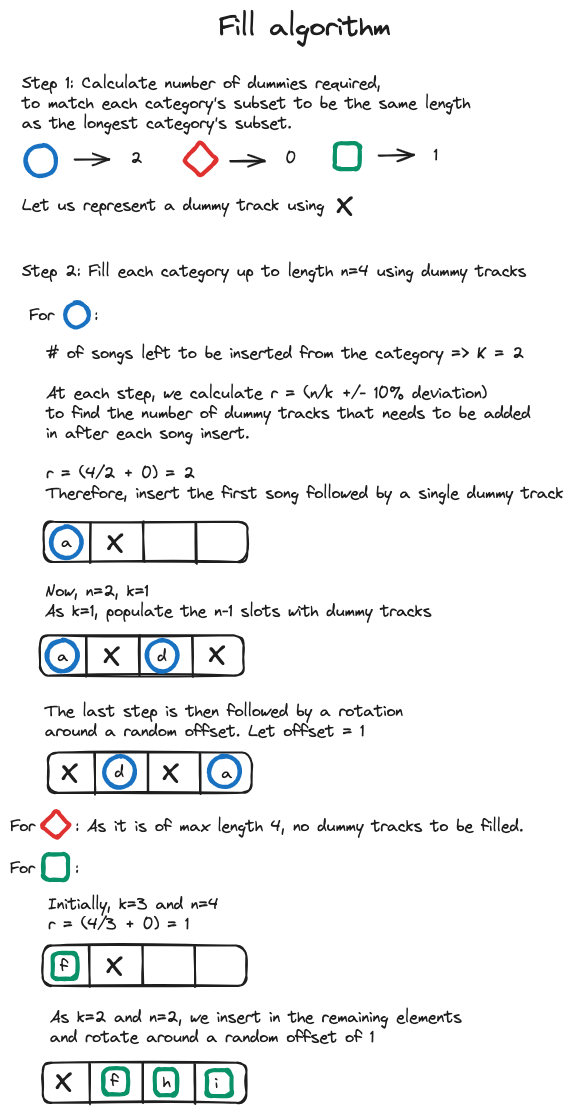 Fill algorithm
Step 1: Calculate number of dummies required,
to match each category's subset to be the same length
as the longest category's subset.
→ 2 → 0 → 1
Let us represent a dummy track using X
Step 2: Fill each category up to length n=4 using dummy tracks
For :
# of songs left to be inserted from the category => K = 2
At each step, we calculate r = (n/k +/- 10% deviation)
to find the number of dummy tracks that needs to be added
in after each song insert.
r = (4/2 + 0) = 2
Therefore, insert the first song followed by a single dummy track
a X
Now, n=2, k=1
As k=1, populate the n-1 slots with dummy tracks
a X d X
The last step is then followed by a rotation
around a random offset. Let offset = 1
X d X a
For : As it is of max length 4, no dummy tracks to be filled.
For :
Initially, k=3 and n=4
r = (4/3 + 0) = 1
f X
As k=2 and n=2, we insert in the remaining elements
and rotate around a random offset of 1
X f h i